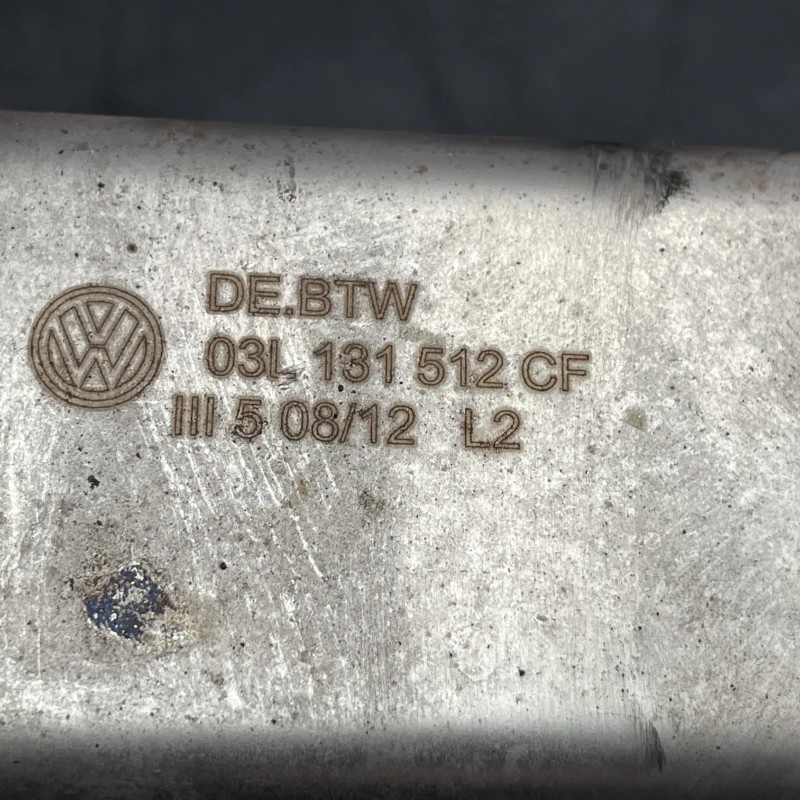 DE.BTW
03L 131 512 CF
III 5 08/12 L2